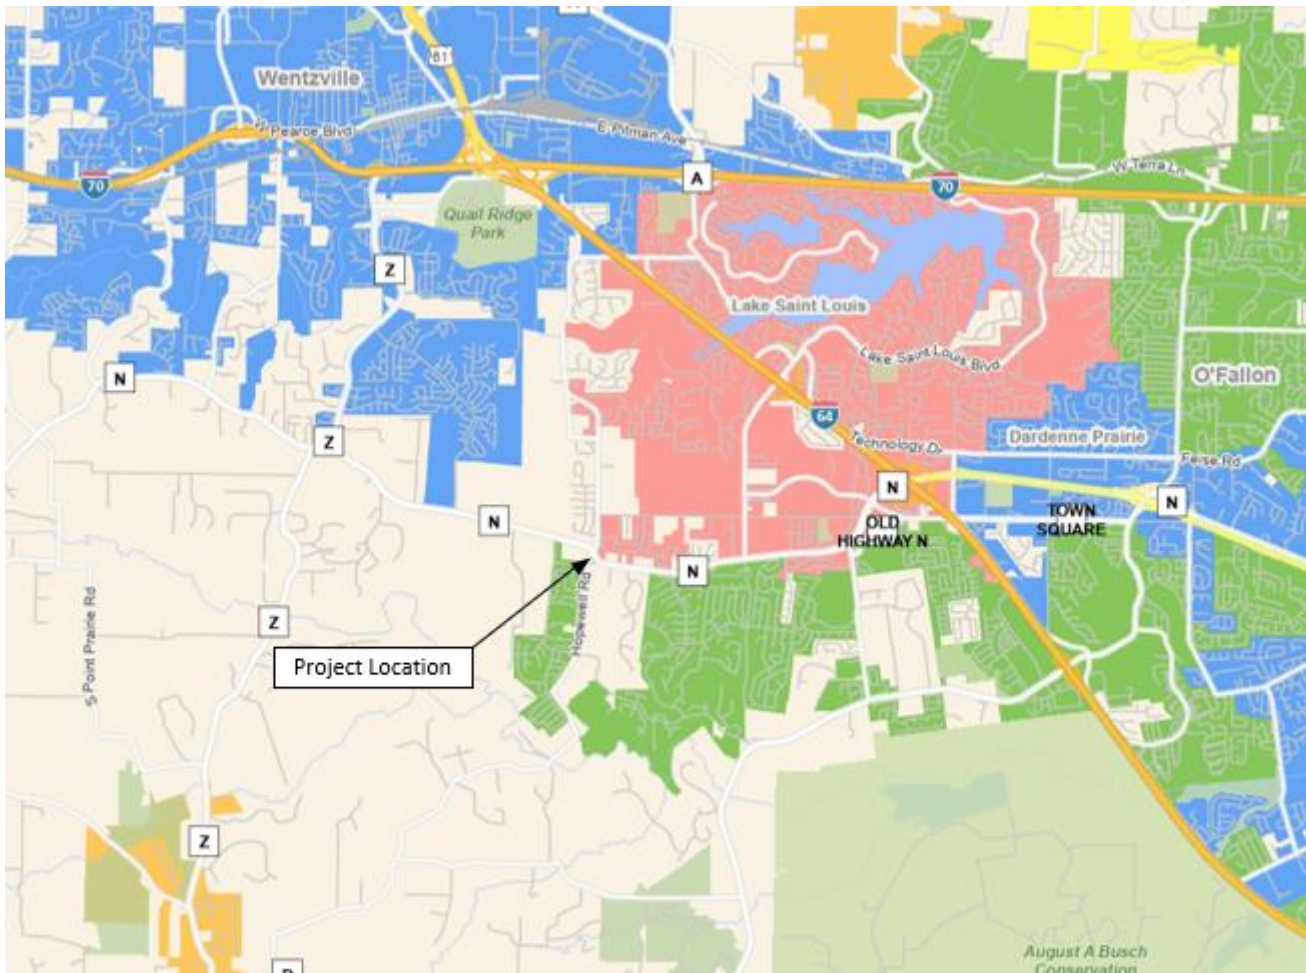 61
Wentzville
W Pearce Blvd
E Pitman Ave
W Terra Ln
70
A
70
Quail Ridge
Park
Z
Lake Saint Louis
Lake Saint Louis Blvd
N
O'Fallon
64
Technology Dr
Dardenne Prairie
Feise Rd
Z
N
N
N
OLD
HIGHWAY N
TOWN
SQUARE
N
Hopewell Rd
Z
S Point Prairie Rd
Project Location
Z
August A Busch
Conservation